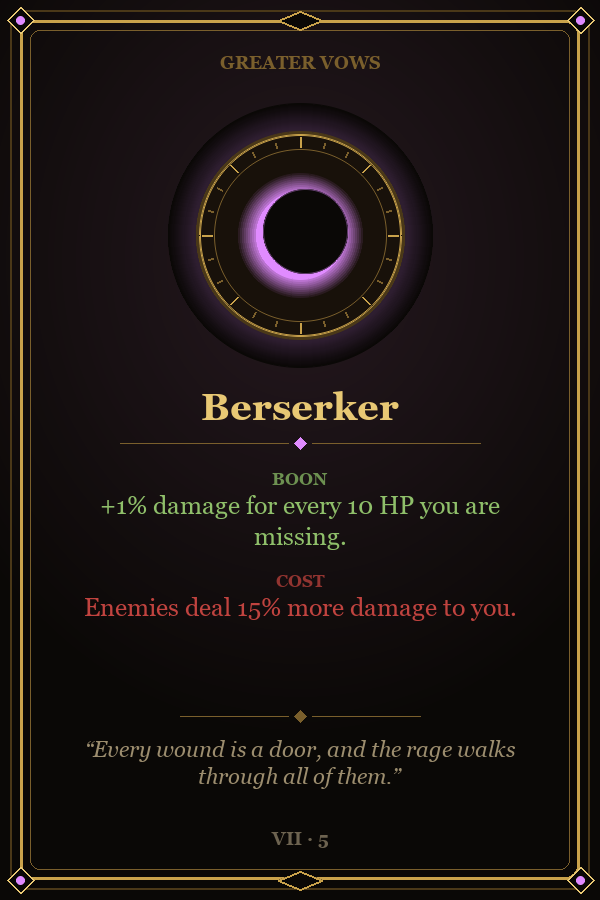 GREATER VOWS
Berserker
BOON
+1% damage for every 10 HP you are
missing.
COST
Enemies deal 15% more damage to you.
“Every wound is a door, and the rage walks
through all of them.”
VII · 5